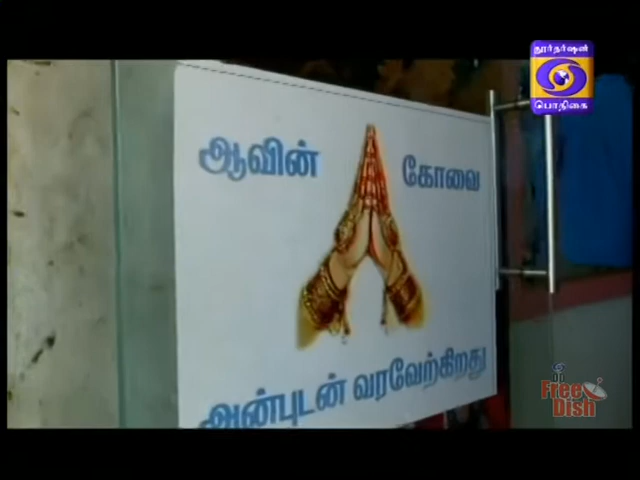 தூர்தர்ஷன்
பொதிகை
ஆவின் கோவை
அன்புடன் வரவேற்கிறது
Free
Dish